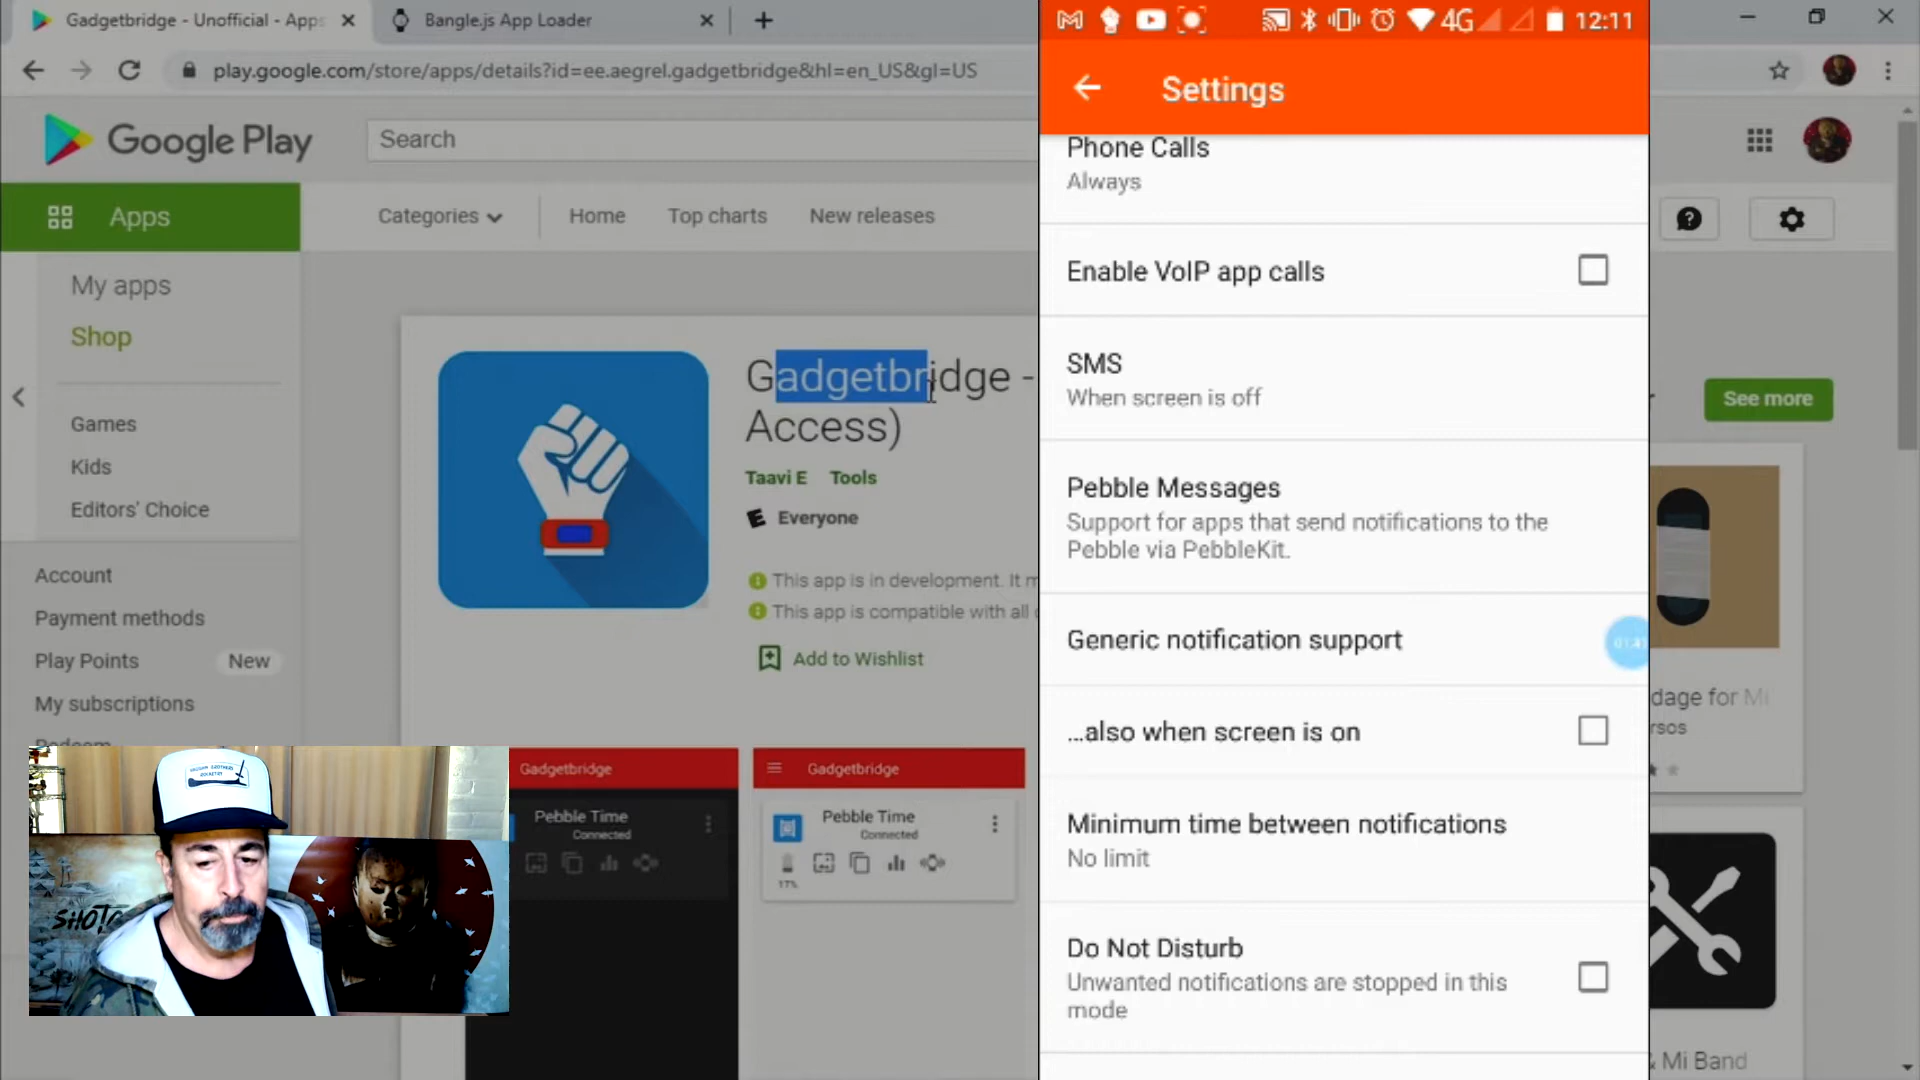 Gadgetbridge - Unofficial - Apps
Bangle.js App Loader
play.google.com/store/apps/details?id=ee.aegrel.gadgetbridge&hl=en_US&gl=US
Google Play
Search
Apps
Categories
Home
Top charts
New releases
My apps
Shop
Games
Kids
Editors' Choice
Account
Payment methods
Play Points
New
My subscriptions
Redeem
Gadgetbridge -
Access)
Taavi E
Tools
Everyone
This app is in development. It m
This app is compatible with all
Add to Wishlist
Gadgetbridge
Pebble Time
Connected
Gadgetbridge
Pebble Time
Connected
17%
4G
12:11
Settings
Phone Calls
Always
Enable VoIP app calls
SMS
When screen is off
Pebble Messages
Support for apps that send notifications to the
Pebble via PebbleKit.
Generic notification support
...also when screen is on
Minimum time between notifications
No limit
Do Not Disturb
Unwanted notifications are stopped in this
mode
See more
dage for Mi
rsos
& Mi Band